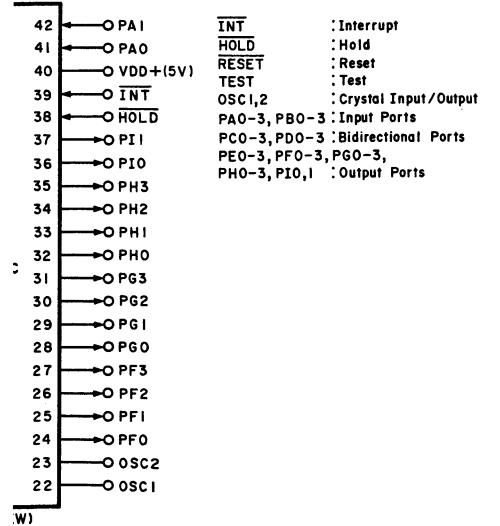 42 PA1
41 PA0
40 VDD+(5V)
39 INT
38 HOLD
37 PI1
36 PI0
35 PH3
34 PH2
33 PH1
32 PH0
31 PG3
30 PG2
29 PG1
28 PG0
27 PF3
26 PF2
25 PF1
24 PF0
23 OSC2
22 OSC1
W)
INT : Interrupt
HOLD : Hold
RESET : Reset
TEST : Test
OSC1,2 : Crystal Input/Output
PA0-3, PB0-3 : Input Ports
PC0-3, PD0-3 : Bidirectional Ports
PE0-3, PF0-3, PG0-3,
PH0-3, PI0,1 : Output Ports